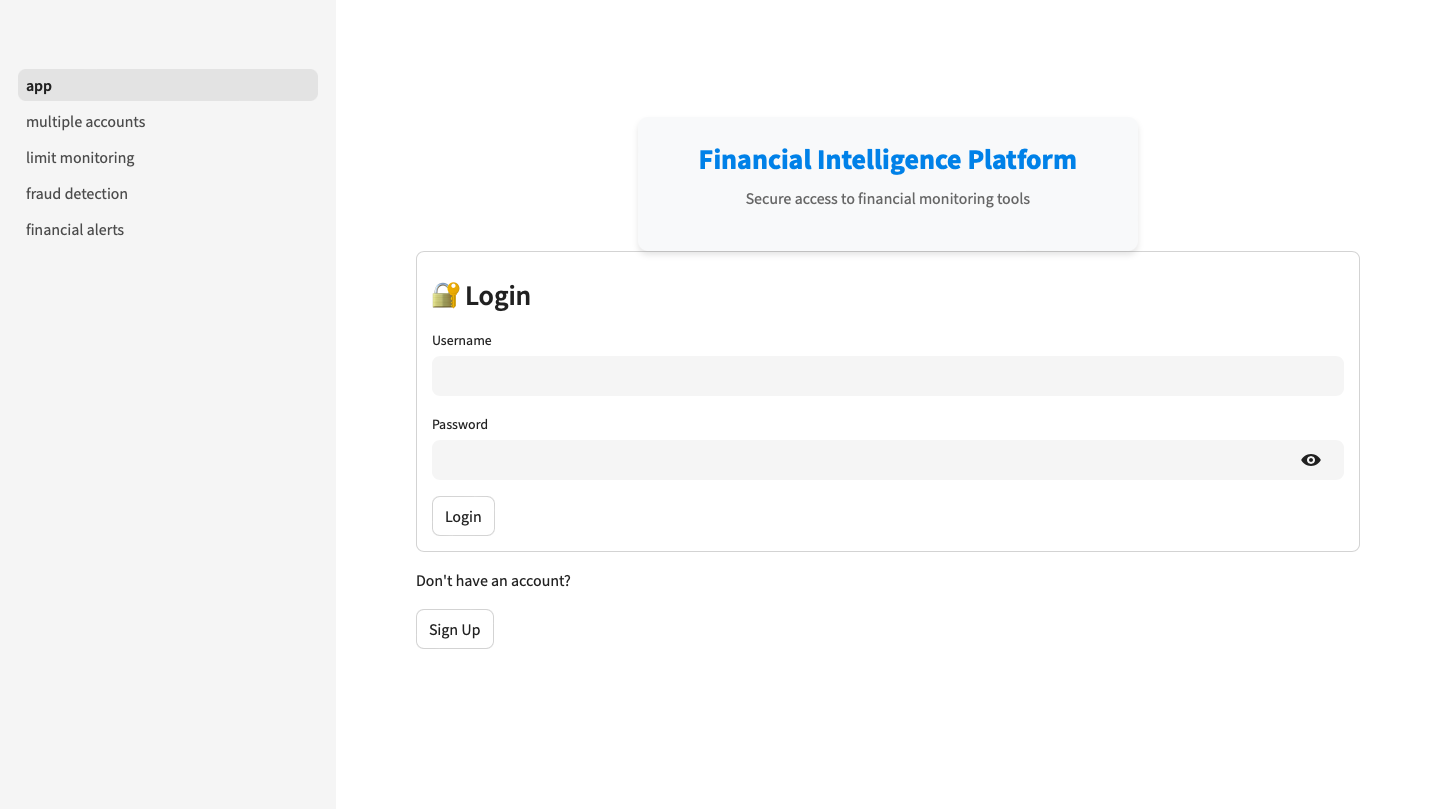 app
multiple accounts
limit monitoring
fraud detection
financial alerts
Financial Intelligence Platform
Secure access to financial monitoring tools
🔐 Login
Username
Password
Login
Don't have an account?
Sign Up